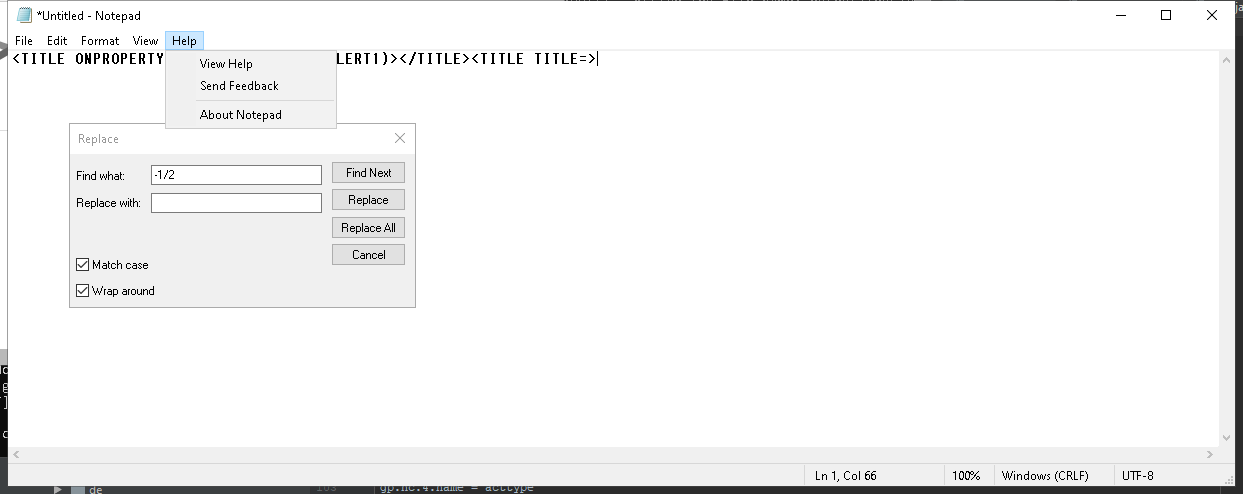 *Untitled - Notepad
File Edit Format View Help
<TITLE ONPROPERTY LERT1)></TITLE><TITLE TITLE=>
View Help
Send Feedback
About Notepad
Replace
Find what: -1/2 Find Next
Replace with: Replace
Replace All
Cancel
Match case
Wrap around
Ln 1, Col 66 100% Windows (CRLF) UTF-8
de gp.nc.4.name = acctype